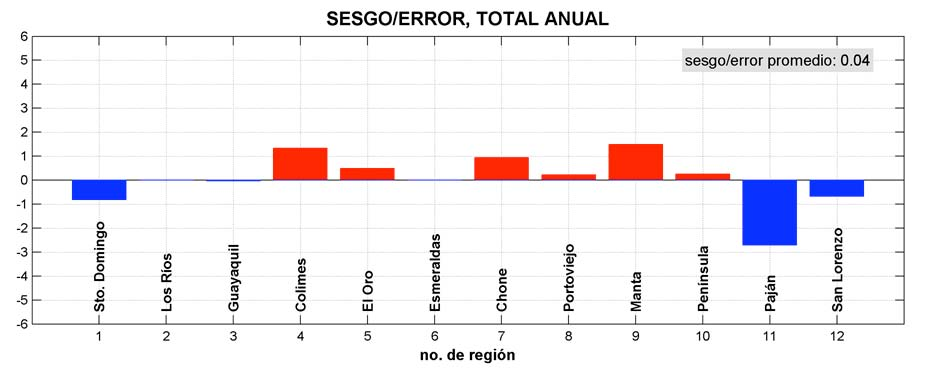 SESGO/ERROR, TOTAL ANUAL
6
5
4
3
2
1
0
-1
-2
-3
-4
-5
-6
sesgo/error promedio: 0.04
Sto. Domingo
Los Ríos
Guayaquil
Colimes
El Oro
Esmeraldas
Chone
Portoviejo
Manta
Península
Paján
San Lorenzo
1 2 3 4 5 6 7 8 9 10 11 12
no. de región